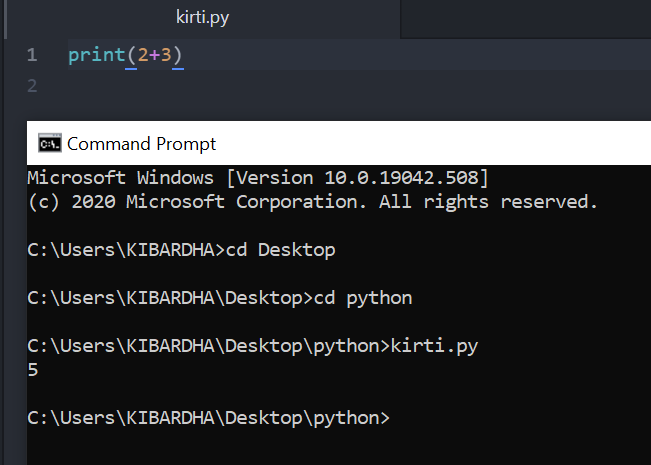 kirti.py
1 print(2+3)
2
Command Prompt
Microsoft Windows [Version 10.0.19042.508]
(c) 2020 Microsoft Corporation. All rights reserved.
C:\Users\KIBARDHA>cd Desktop
C:\Users\KIBARDHA\Desktop>cd python
C:\Users\KIBARDHA\Desktop\python>kirti.py
5
C:\Users\KIBARDHA\Desktop\python>